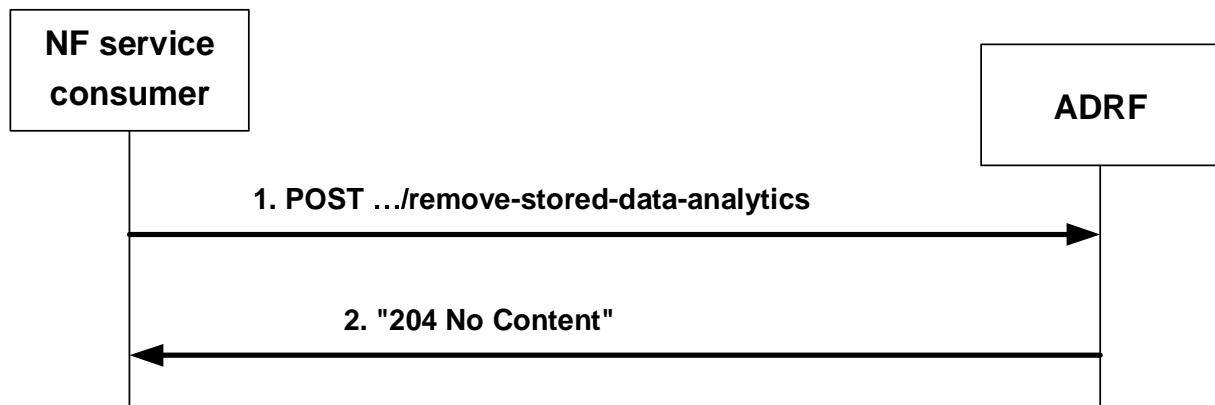 NF service
consumer
ADRF
1. POST …/remove-stored-data-analytics
2. "204 No Content"